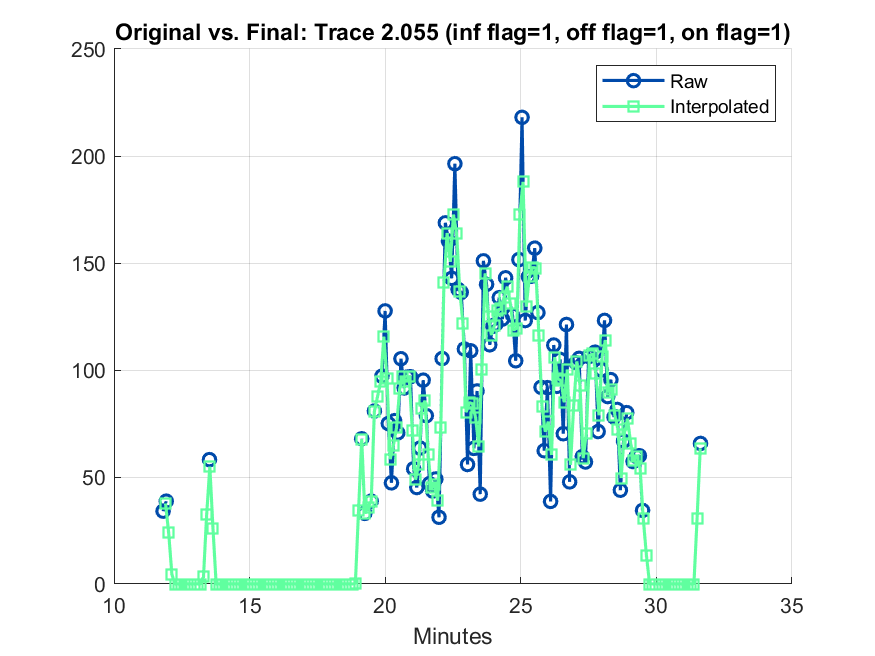 Original vs. Final: Trace 2.055 (inf flag=1, off flag=1, on flag=1)
250
200
150
100
50
0
Raw
Interpolated
10 15 20 25 30 35
Minutes